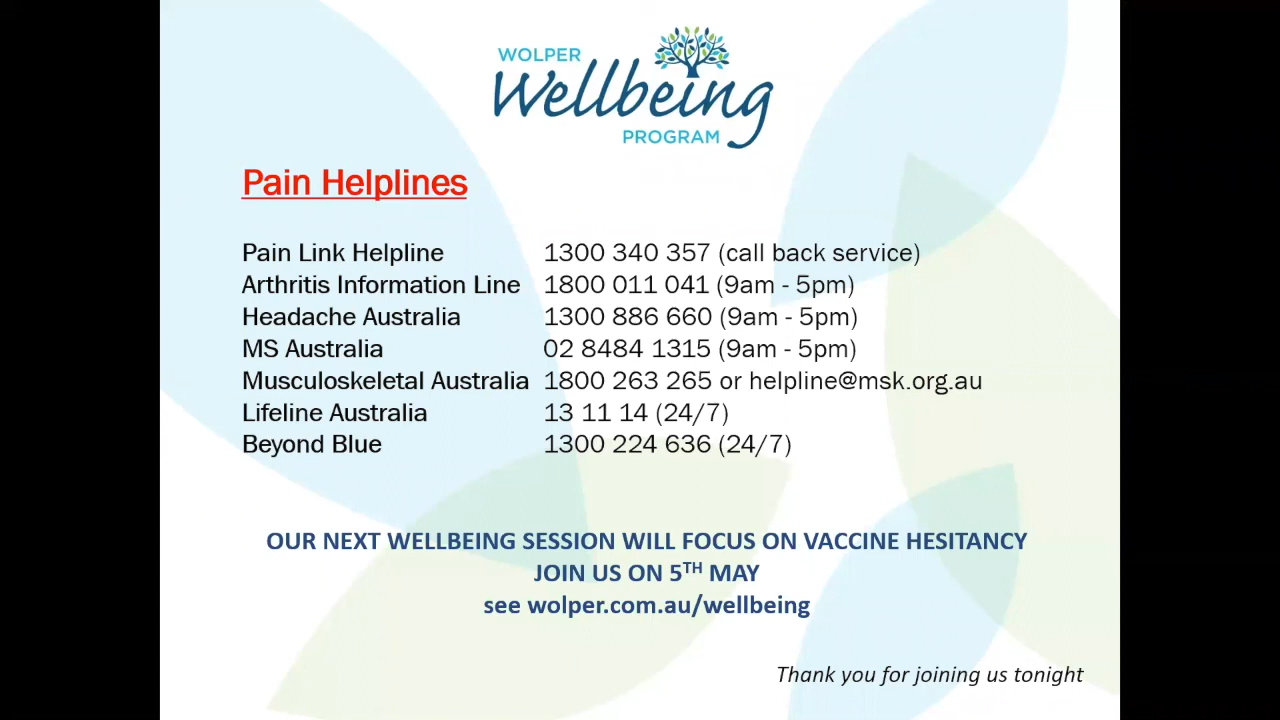 WOLPER
Wellbeing
PROGRAM
Pain Helplines
Pain Link Helpline 1300 340 357 (call back service)
Arthritis Information Line 1800 011 041 (9am - 5pm)
Headache Australia 1300 886 660 (9am - 5pm)
MS Australia 02 8484 1315 (9am - 5pm)
Musculoskeletal Australia 1800 263 265 or helpline@msk.org.au
Lifeline Australia 13 11 14 (24/7)
Beyond Blue 1300 224 636 (24/7)
OUR NEXT WELLBEING SESSION WILL FOCUS ON VACCINE HESITANCY
JOIN US ON 5TH MAY
see wolper.com.au/wellbeing
Thank you for joining us tonight